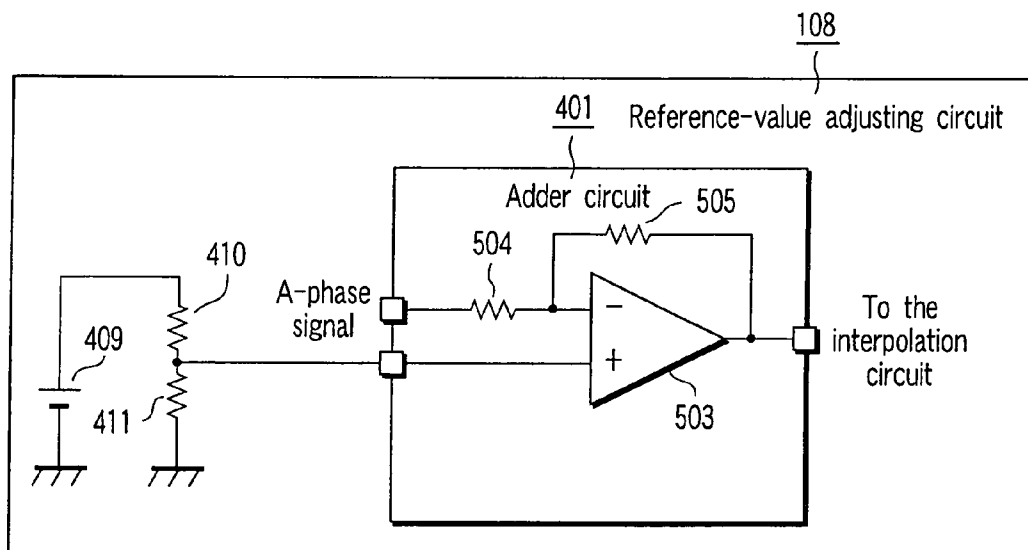 108
Reference-value adjusting circuit
401
Adder circuit
505
504
410
A-phase
signal
409
411
503
To the
interpolation
circuit
−
+